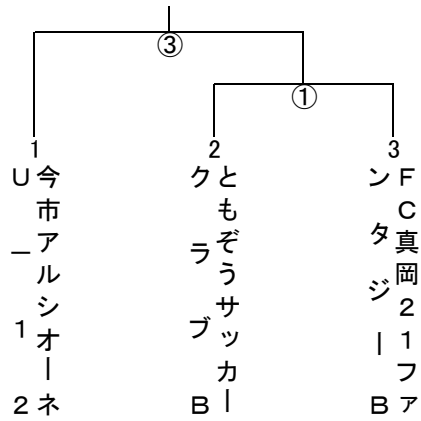 ③
①
1
2
3
今市アルシオーネ
U－12
ともぞうサッカー
クラブB
FC真岡21ファ
ンタジーB